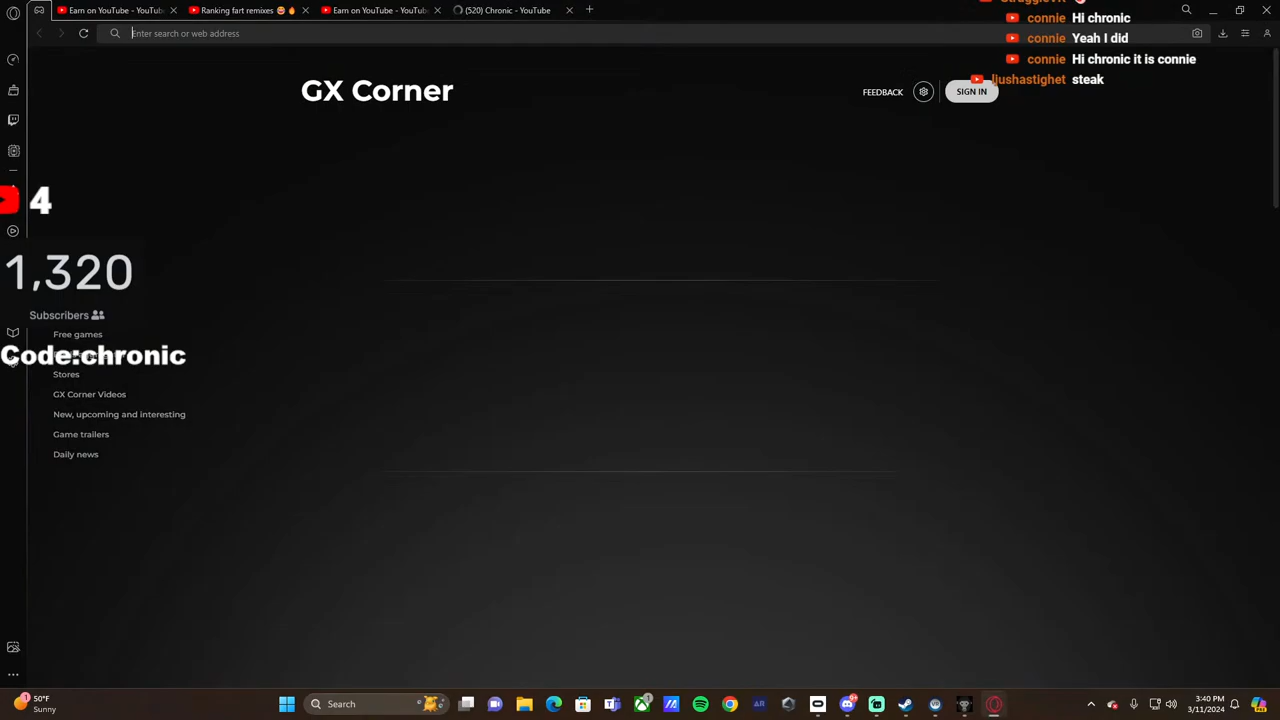 Earn on YouTube - YouTu
Ranking fart remixes
Earn on YouTube - YouTu
(520) Chronic - YouTube
connie Hi chronic
Enter search or web address
connie Yeah I did
connie Hi chronic it is connie
ljushastighet steak
GX Corner
FEEDBACK
SIGN IN
4
1,320
Subscribers
Free games
Code:chronic
Stores
GX Corner Videos
New, upcoming and interesting
Game trailers
Daily news
50°F
Sunny
Search
3:40 PM
3/11/2024